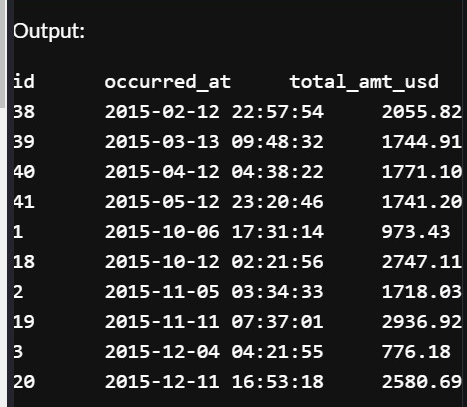 Output:
id occurred_at total_amt_usd
38 2015-02-12 22:57:54 2055.82
39 2015-03-13 09:48:32 1744.91
40 2015-04-12 04:38:22 1771.10
41 2015-05-12 23:20:46 1741.20
1 2015-10-06 17:31:14 973.43
18 2015-10-12 02:21:56 2747.11
2 2015-11-05 03:34:33 1718.03
19 2015-11-11 07:37:01 2936.92
3 2015-12-04 04:21:55 776.18
20 2015-12-11 16:53:18 2580.69